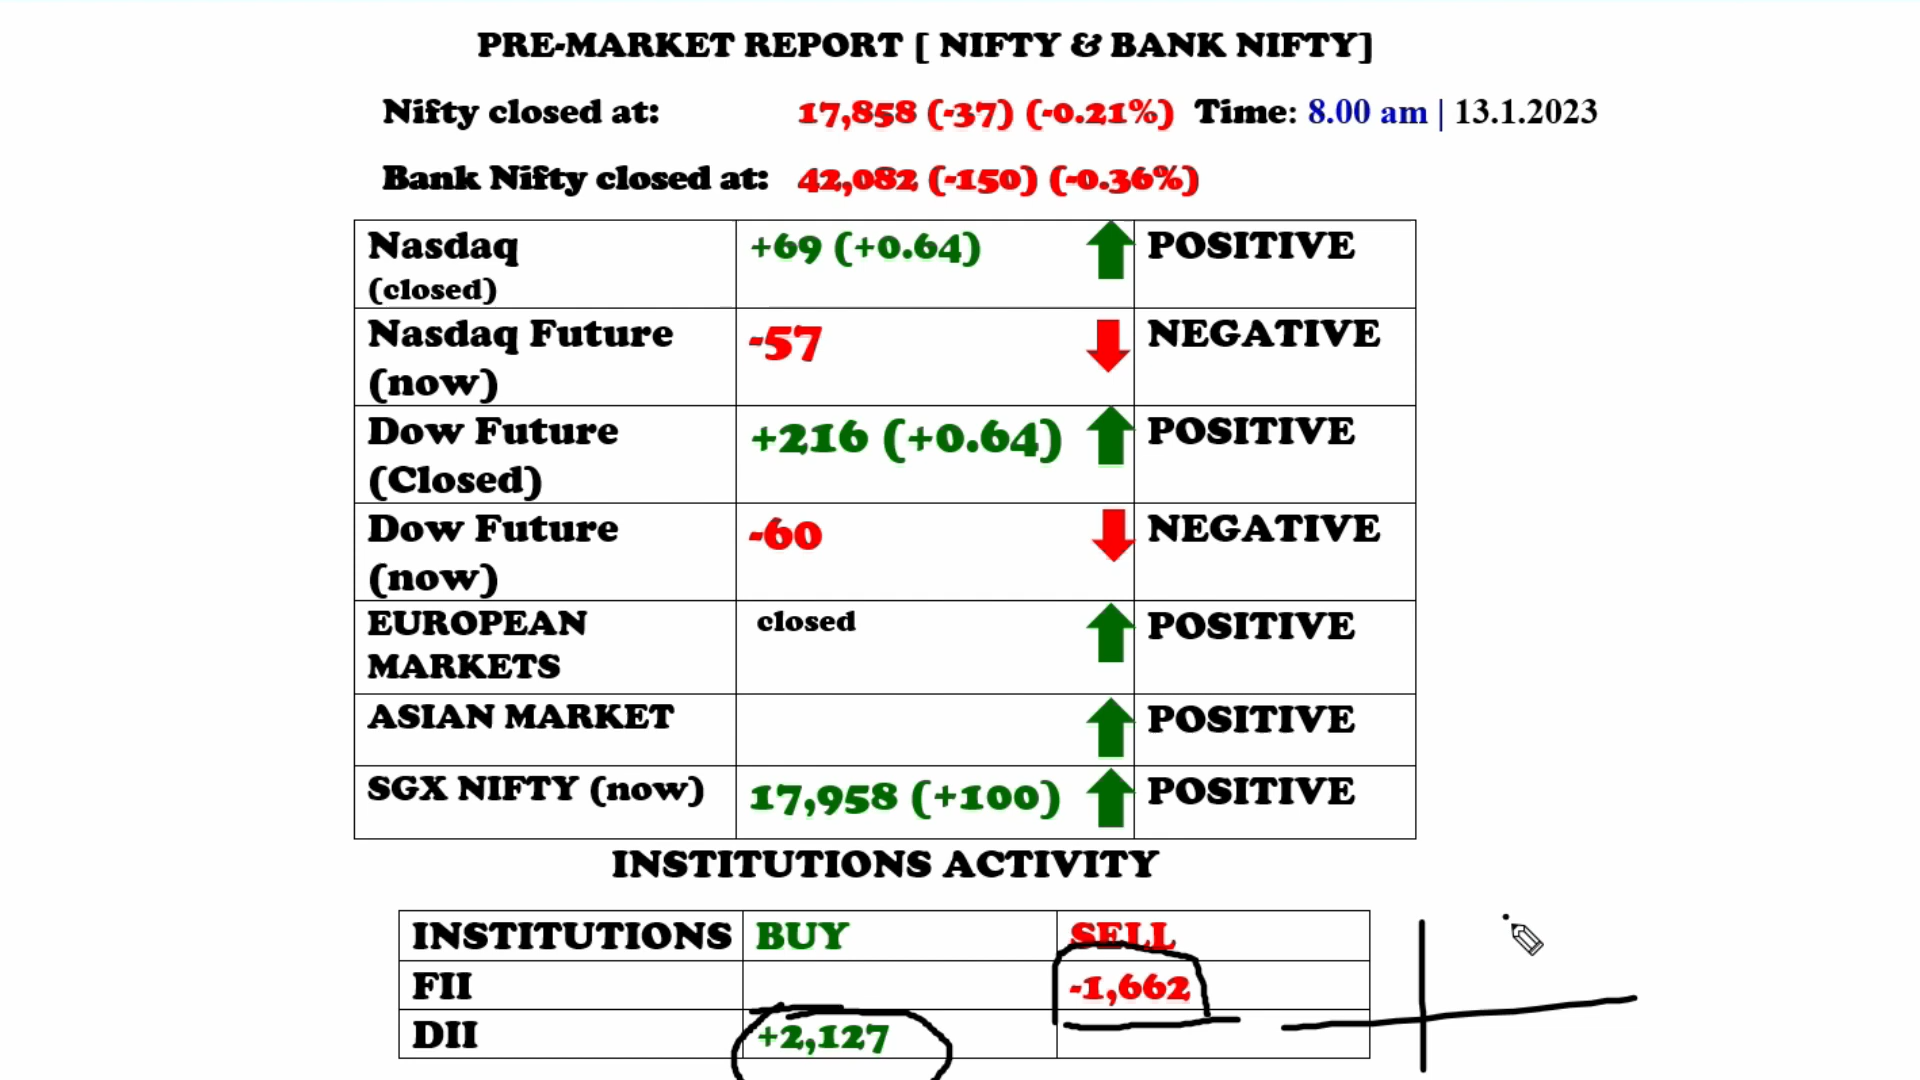 PRE-MARKET REPORT [ NIFTY & BANK NIFTY]
Nifty closed at: 17,858 (-37) (-0.21%) Time: 8.00 am | 13.1.2023
Bank Nifty closed at: 42,082 (-150) (-0.36%)
Nasdaq +69 (+0.64) POSITIVE
(closed)
Nasdaq Future -57 NEGATIVE
(now)
Dow Future +216 (+0.64) POSITIVE
(Closed)
Dow Future -60 NEGATIVE
(now)
EUROPEAN closed POSITIVE
MARKETS
ASIAN MARKET POSITIVE
SGX NIFTY (now) 17,958 (+100) POSITIVE
INSTITUTIONS ACTIVITY
INSTITUTIONS BUY SELL
FII -1,662
DII +2,127